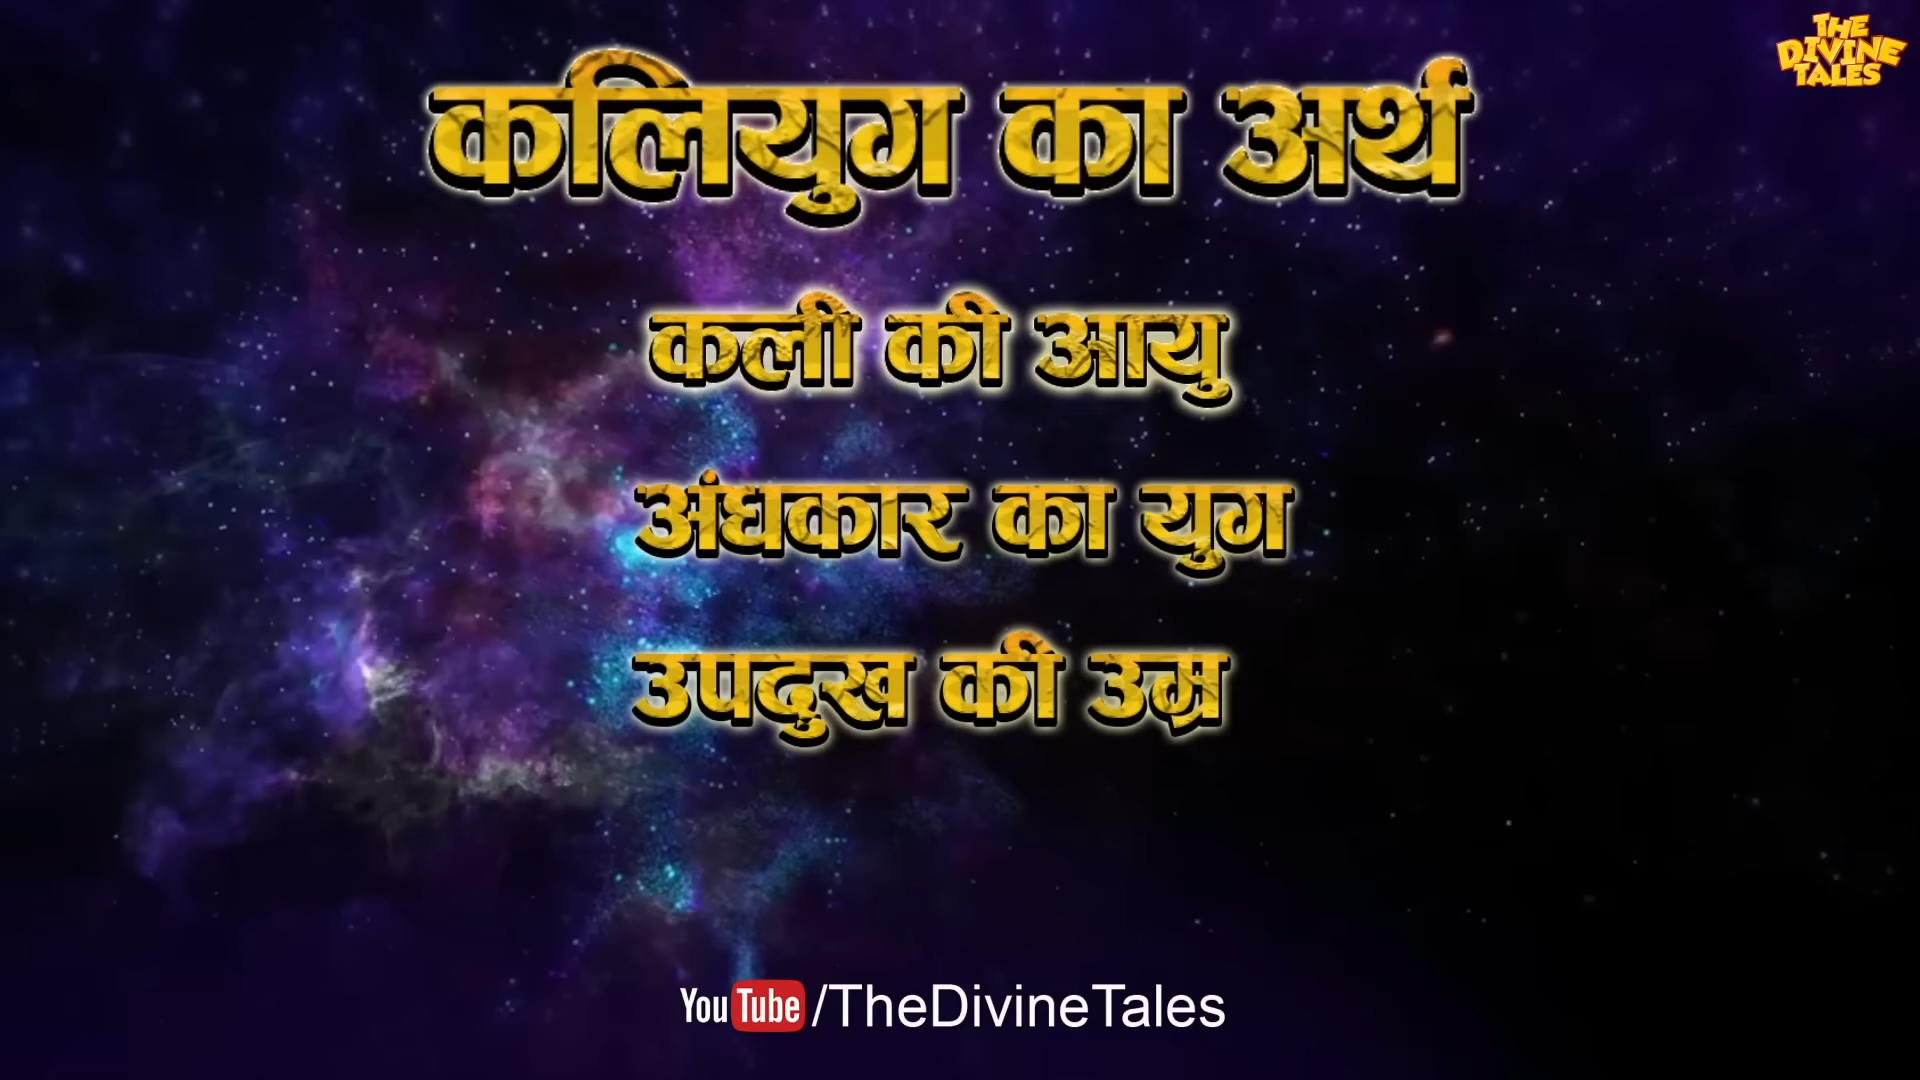 THE
DIVINE
TALES
कलियुग का अर्थ
कली की आयु
अंधकार का युग
उपदुख की उम्र
YouTube/TheDivineTales